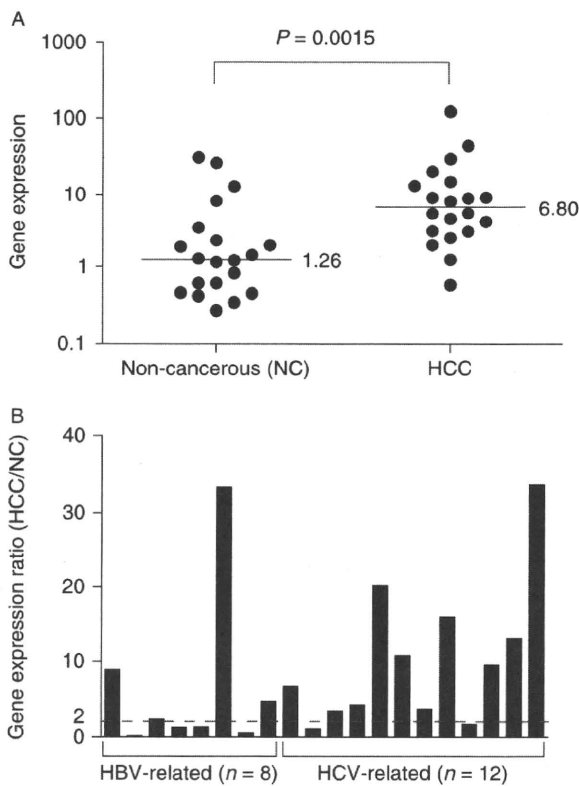 A
P = 0.0015
Gene expression
1000
100
10
1
0.1
1.26
6.80
Non-cancerous (NC)
HCC
B
Gene expression ratio (HCC/NC)
40
30
20
10
2
0
HBV-related (n = 8)
HCV-related (n = 12)